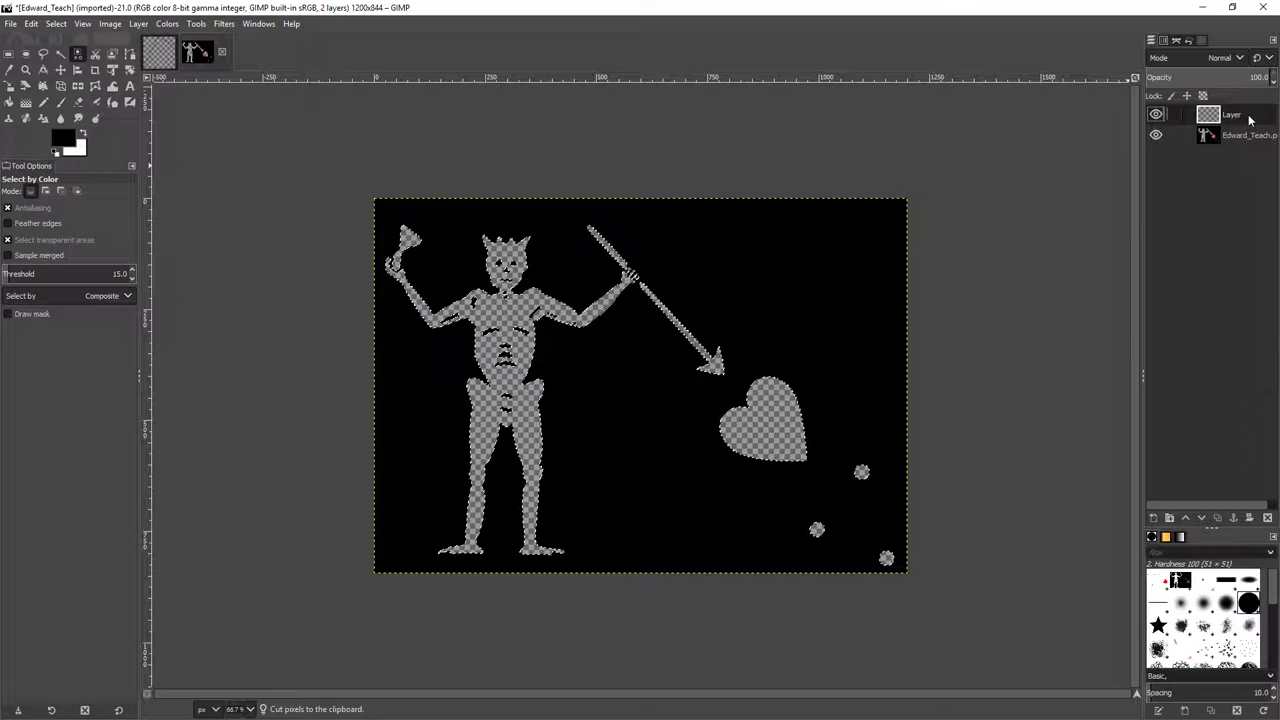 *[Edward_Teach] (imported)-21.0 (RGB color 8-bit gamma integer, GIMP built-in sRGB, 2 layers) 1200x844 – GIMP
File Edit Select View Image Layer Colors Tools Filters Windows Help
-500 -250 0 250 500 750 1000 1250 1500
Mode Normal
Opacity 100.0
Lock:
Layer
Edward_Teach.p
Tool Options
Select by Color
Mode:
Antialiasing
Feather edges
Select transparent areas
Sample merged
Threshold 15.0
Select by Composite
Draw mask
filter
2. Hardness 100 (51 × 51)
Basic,
Spacing 10.0
px 66.7 % Cut pixels to the clipboard.